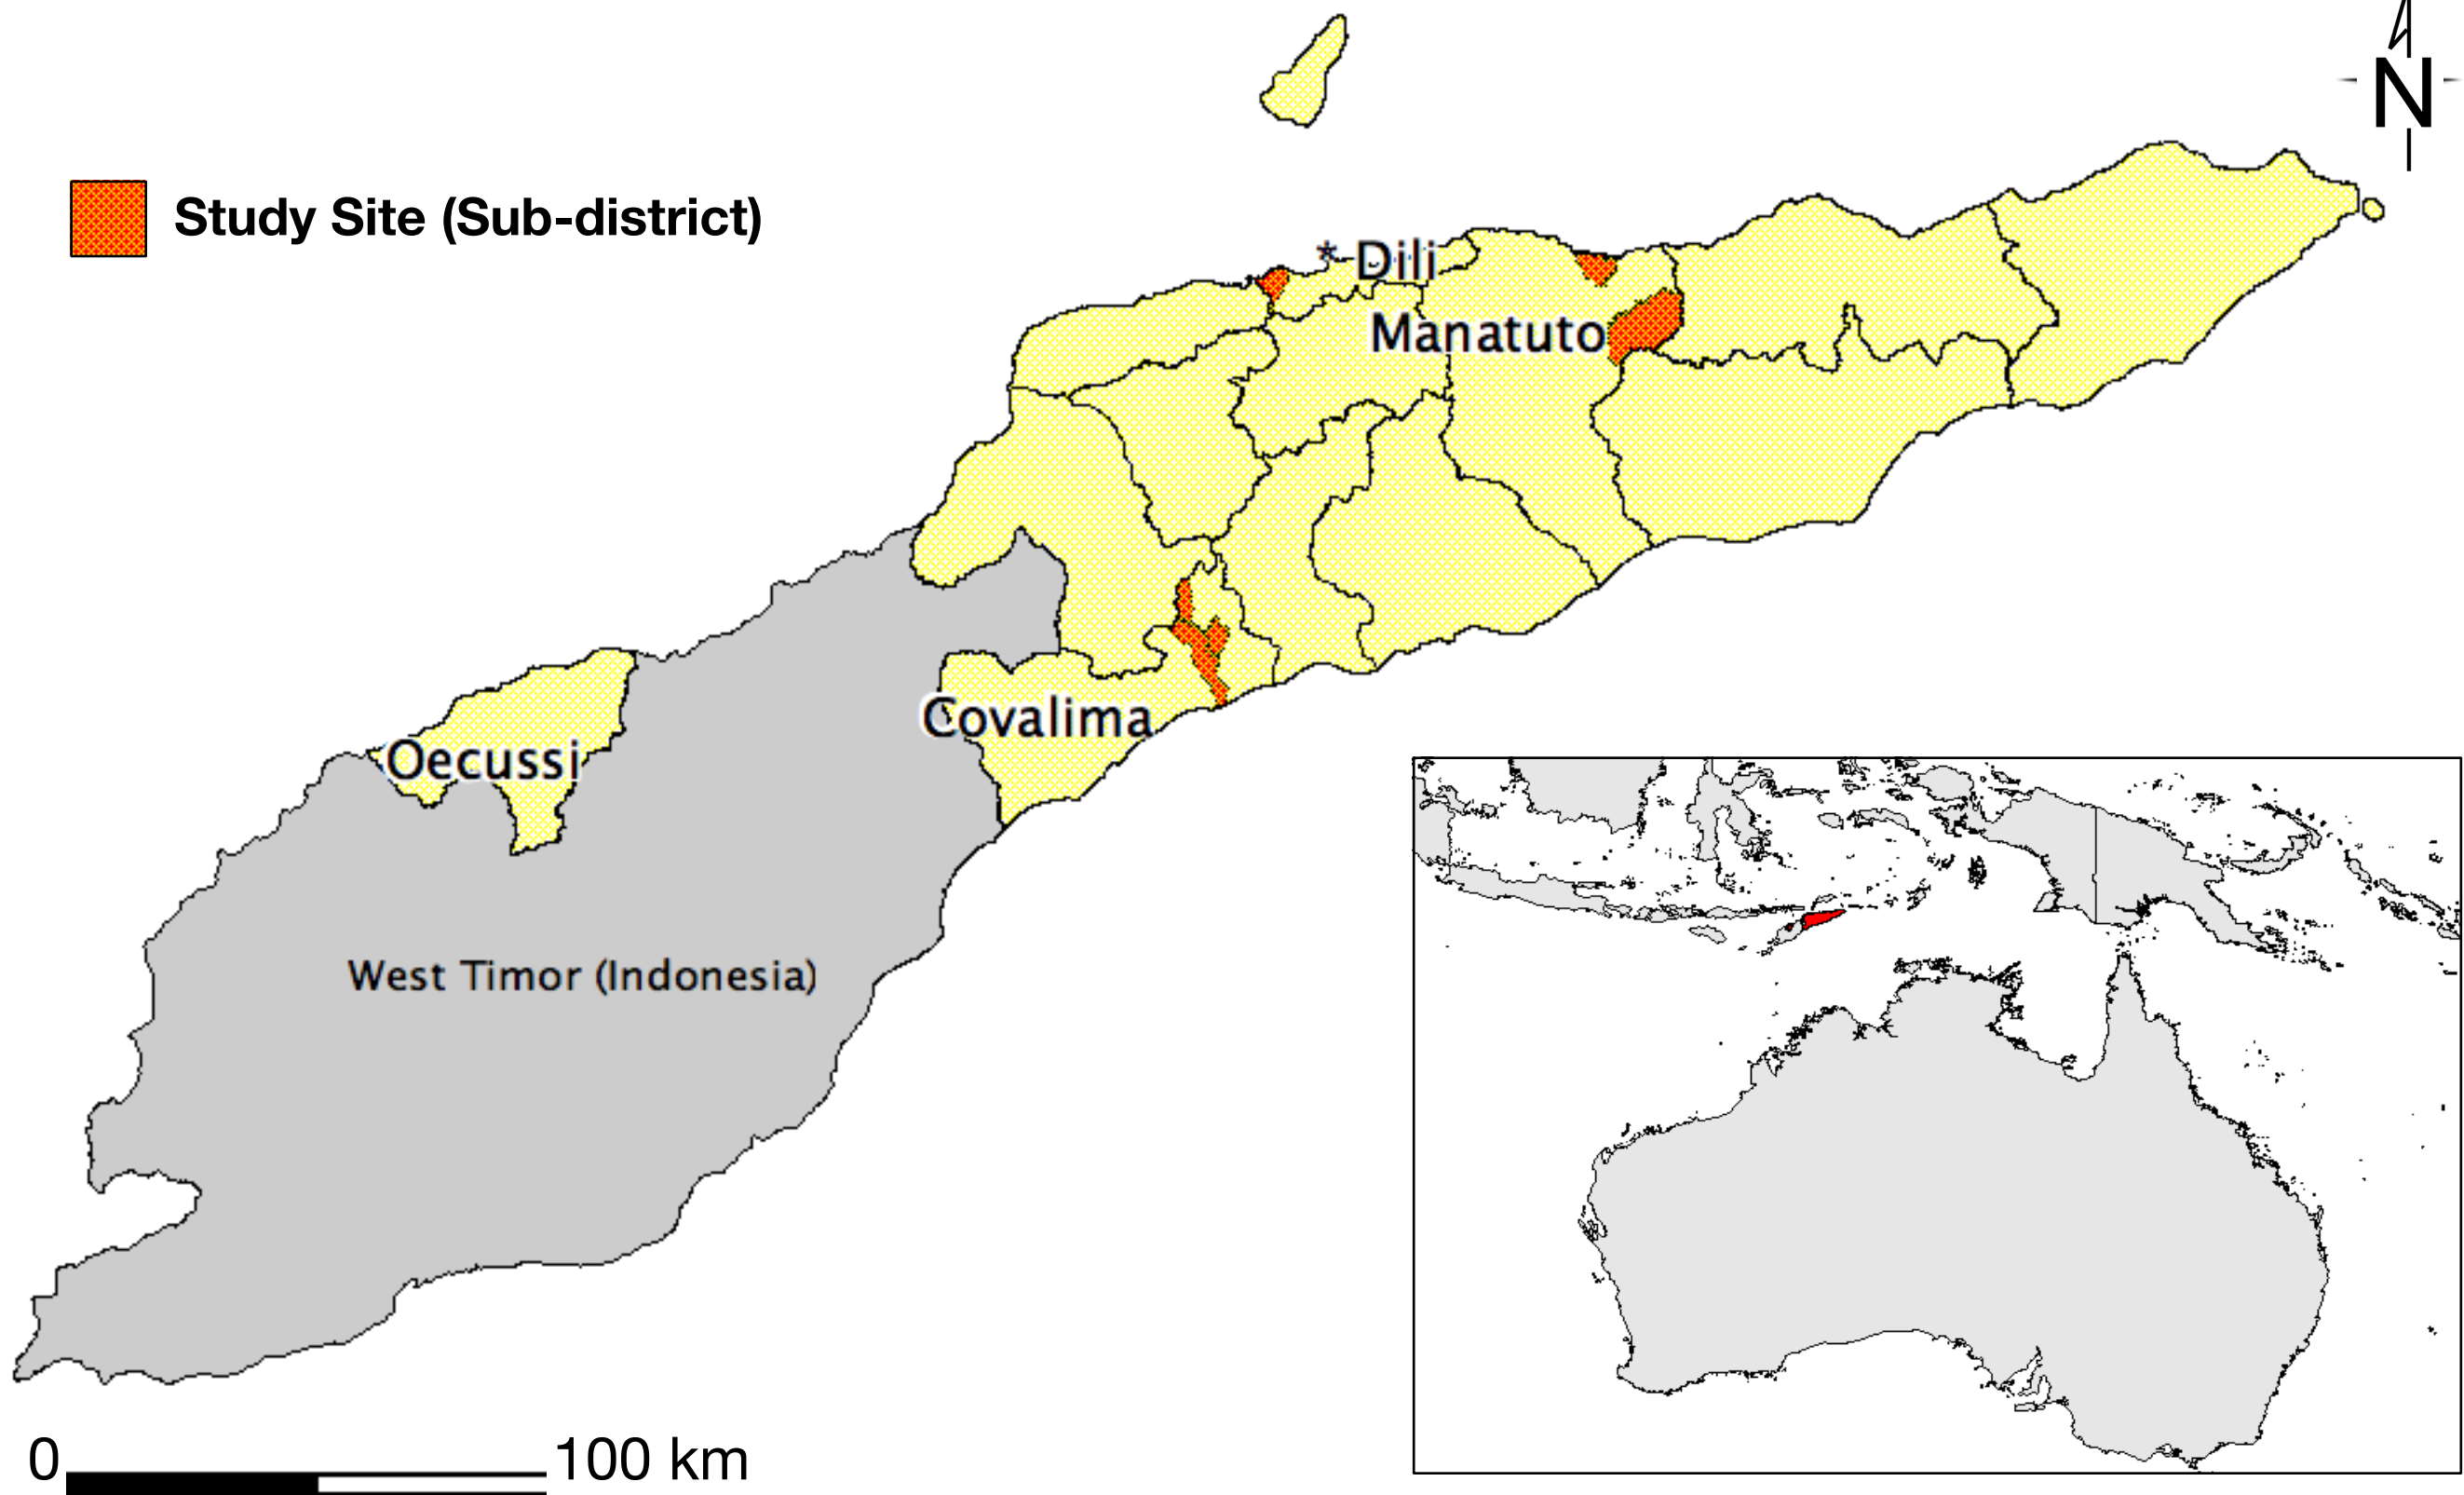 N
Study Site (Sub-district)
* Dili
Manatuto
Covalima
Oecussi
West Timor (Indonesia)
0 100 km